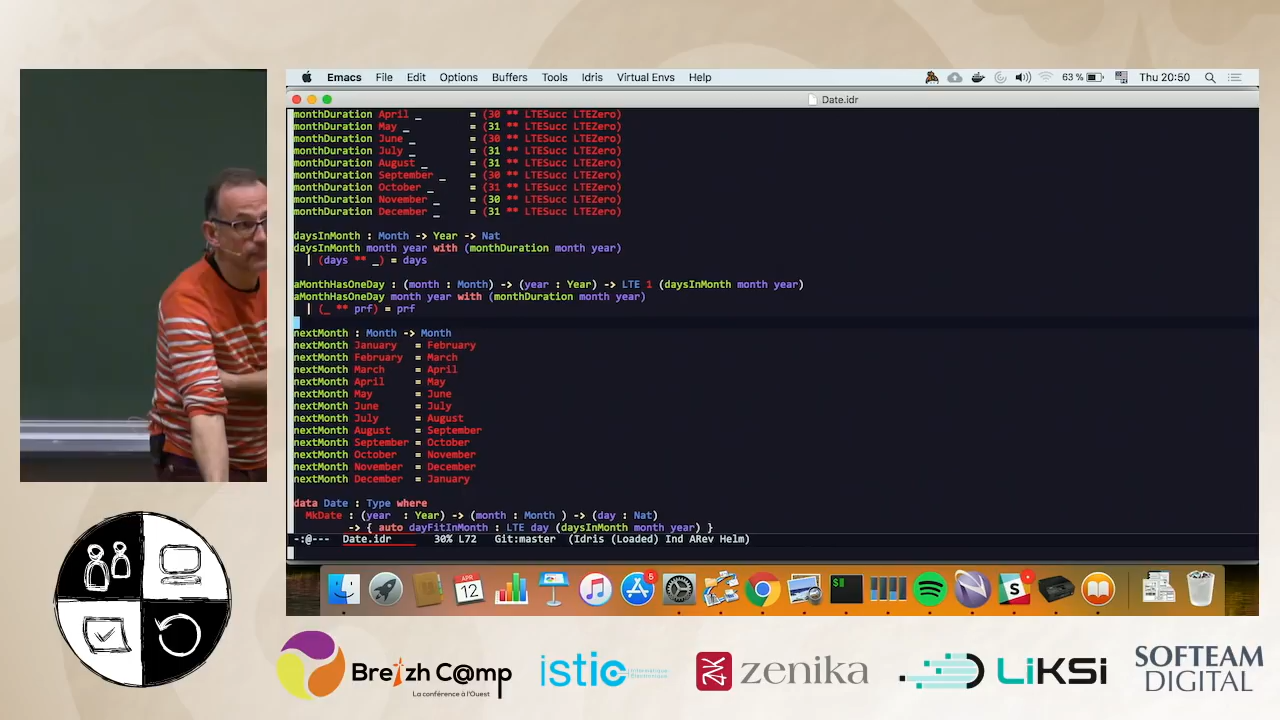 Emacs File Edit Options Buffers Tools Idris Virtual Envs Help 63 % Thu 20:50
Date.idr
monthDuration April _ = (30 ** LTESucc LTEZero)
monthDuration May _ = (31 ** LTESucc LTEZero)
monthDuration June _ = (30 ** LTESucc LTEZero)
monthDuration July _ = (31 ** LTESucc LTEZero)
monthDuration August _ = (31 ** LTESucc LTEZero)
monthDuration September _ = (30 ** LTESucc LTEZero)
monthDuration October _ = (31 ** LTESucc LTEZero)
monthDuration November _ = (30 ** LTESucc LTEZero)
monthDuration December _ = (31 ** LTESucc LTEZero)
daysInMonth : Month -> Year -> Nat
daysInMonth month year with (monthDuration month year)
| (days ** _) = days
aMonthHasOneDay : (month : Month) -> (year : Year) -> LTE 1 (daysInMonth month year)
aMonthHasOneDay month year with (monthDuration month year)
| (_ ** prf) = prf
nextMonth : Month -> Month
nextMonth January = February
nextMonth February = March
nextMonth March = April
nextMonth April = May
nextMonth May = June
nextMonth June = July
nextMonth July = August
nextMonth August = September
nextMonth September = October
nextMonth October = November
nextMonth November = December
nextMonth December = January
data Date : Type where
MkDate : (year : Year) -> (month : Month ) -> (day : Nat)
-> { auto dayFitInMonth : LTE day (daysInMonth month year) }
-:@--- Date.idr 30% L72 Git:master (Idris (Loaded) Ind ARev Helm)
APR
12
5
Breizh C@mp
La conférence à l'Ouest
istic
zenika
LiKSi
SOFTEAM
DIGITAL